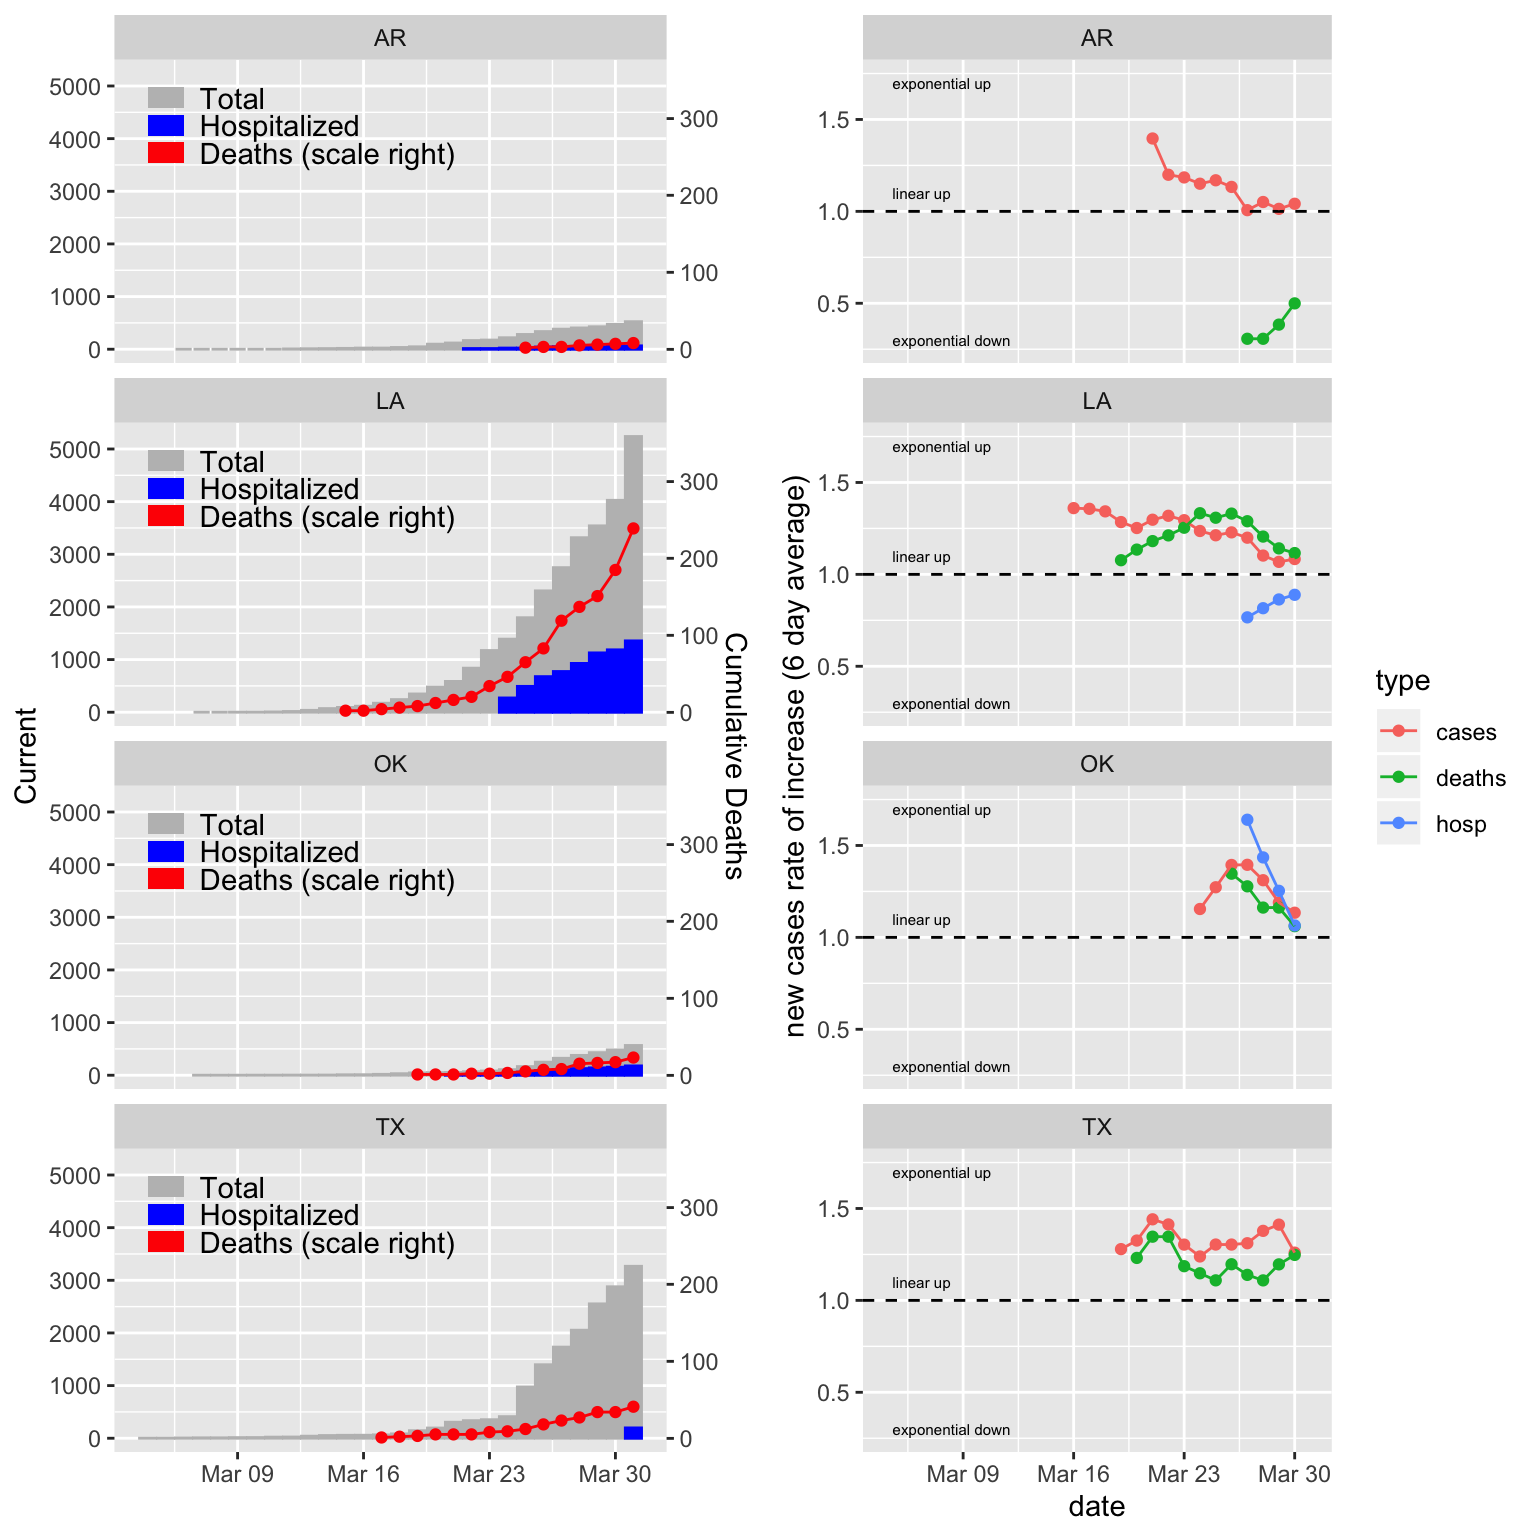 AR
5000
4000
3000
2000
1000
0
Total
Hospitalized
Deaths (scale right)
300
200
100
0
LA
5000
4000
3000
2000
1000
0
Total
Hospitalized
Deaths (scale right)
300
200
100
0
OK
5000
4000
3000
2000
1000
0
Total
Hospitalized
Deaths (scale right)
300
200
100
0
TX
5000
4000
3000
2000
1000
0
Total
Hospitalized
Deaths (scale right)
300
200
100
0
Mar 09
Mar 16
Mar 23
Mar 30
Current
Cumulative Deaths
AR
1.5
1.0
0.5
exponential up
linear up
exponential down
LA
1.5
1.0
0.5
exponential up
linear up
exponential down
OK
1.5
1.0
0.5
exponential up
linear up
exponential down
TX
1.5
1.0
0.5
exponential up
linear up
exponential down
Mar 09
Mar 16
Mar 23
Mar 30
date
new cases rate of increase (6 day average)
type
cases
deaths
hosp